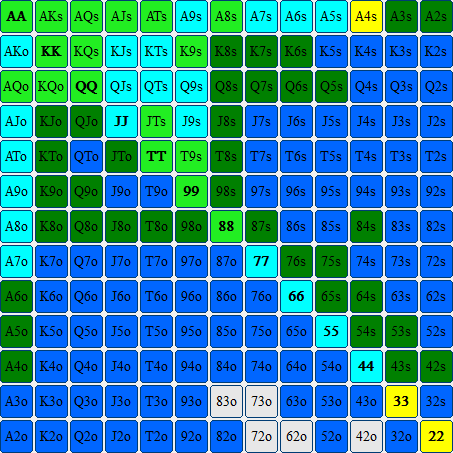 AA AKs AQs AJs ATs A9s A8s A7s A6s A5s A4s A3s A2s
AKo KK KQs KJs KTs K9s K8s K7s K6s K5s K4s K3s K2s
AQo KQo QQ QJs QTs Q9s Q8s Q7s Q6s Q5s Q4s Q3s Q2s
AJo KJo QJo JJ JTs J9s J8s J7s J6s J5s J4s J3s J2s
ATo KTo QTo JTo TT T9s T8s T7s T6s T5s T4s T3s T2s
A9o K9o Q9o J9o T9o 99 98s 97s 96s 95s 94s 93s 92s
A8o K8o Q8o J8o T8o 98o 88 87s 86s 85s 84s 83s 82s
A7o K7o Q7o J7o T7o 97o 87o 77 76s 75s 74s 73s 72s
A6o K6o Q6o J6o T6o 96o 86o 76o 66 65s 64s 63s 62s
A5o K5o Q5o J5o T5o 95o 85o 75o 65o 55 54s 53s 52s
A4o K4o Q4o J4o T4o 94o 84o 74o 64o 54o 44 43s 42s
A3o K3o Q3o J3o T3o 93o 83o 73o 63o 53o 43o 33 32s
A2o K2o Q2o J2o T2o 92o 82o 72o 62o 52o 42o 32o 22